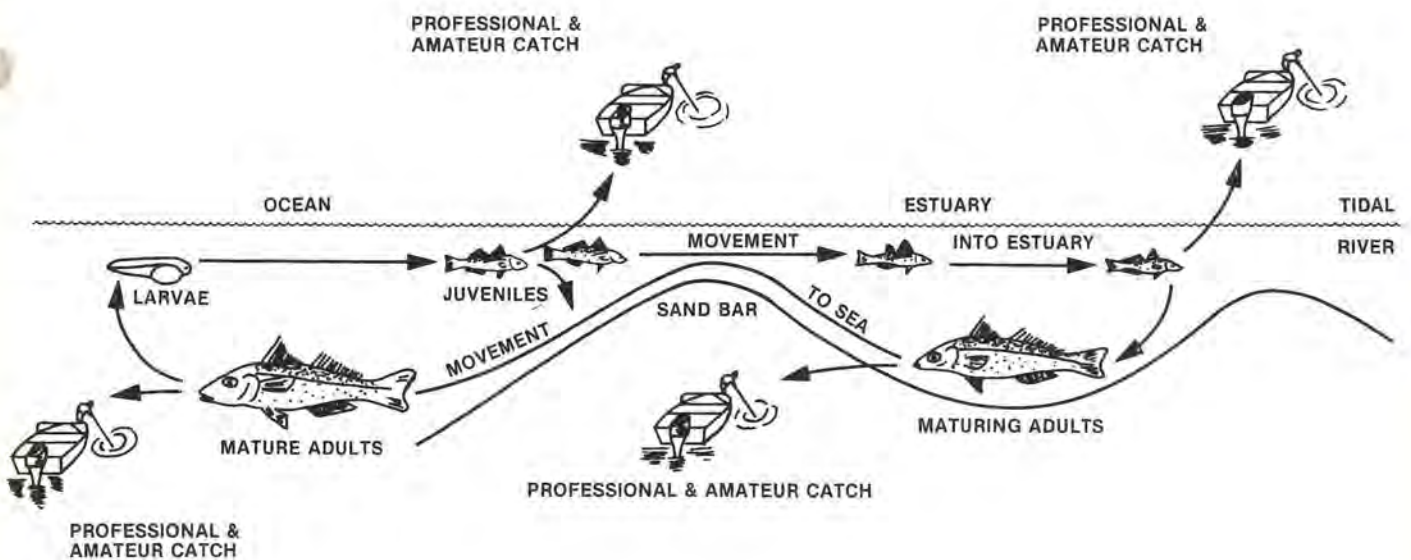 PROFESSIONAL &
AMATEUR CATCH
PROFESSIONAL &
AMATEUR CATCH
OCEAN
ESTUARY
TIDAL
RIVER
LARVAE
JUVENILES
MOVEMENT
INTO ESTUARY
SAND BAR
MOVEMENT
TO SEA
MATURE ADULTS
MATURING ADULTS
PROFESSIONAL & AMATEUR CATCH
PROFESSIONAL &
AMATEUR CATCH